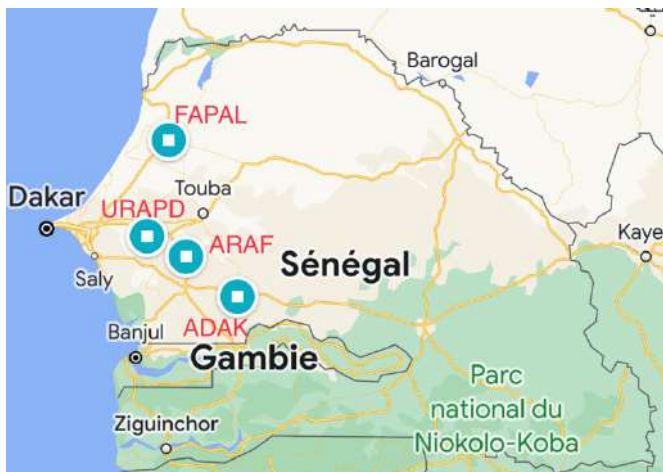 Barogal
FAPAL
Touba
Dakar
URAPD
ARAF
Kaye
Sénégal
Saly
ADAK
Banjul
Gambie
Parc
national du
Niokolo-Koba
Ziguinchor